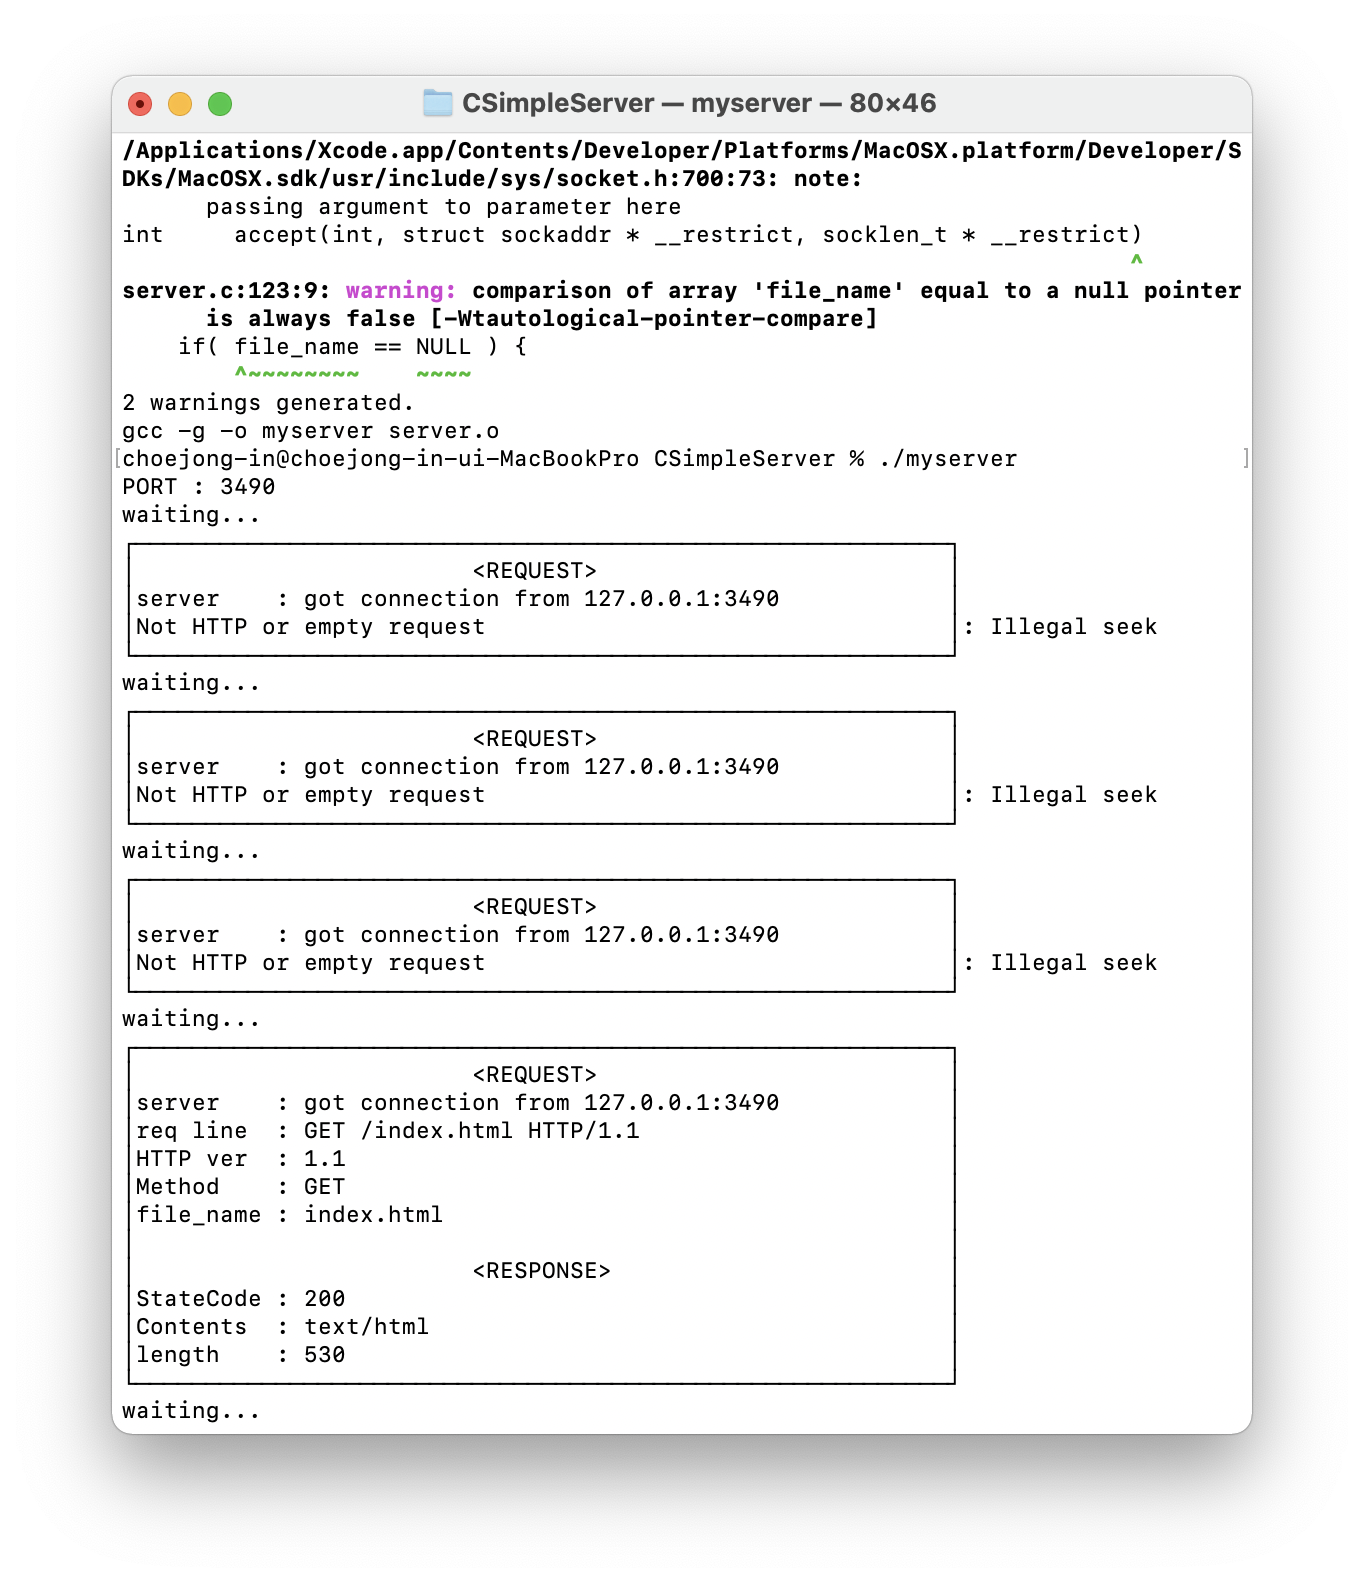 CSimpleServer — myserver — 80×46
/Applications/Xcode.app/Contents/Developer/Platforms/MacOSX.platform/Developer/S
DKs/MacOSX.sdk/usr/include/sys/socket.h:700:73: note:
      passing argument to parameter here
int     accept(int, struct sockaddr * __restrict, socklen_t * __restrict)
                                                                        ^
server.c:123:9: warning: comparison of array 'file_name' equal to a null pointer
      is always false [-Wtautological-pointer-compare]
    if( file_name == NULL ) {
        ^~~~~~~~~    ~~~~
2 warnings generated.
gcc -g -o myserver server.o
[choejong-in@choejong-in-ui-MacBookPro CSimpleServer % ./myserver ]
PORT : 3490
waiting...
<REQUEST>
server    : got connection from 127.0.0.1:3490
Not HTTP or empty request : Illegal seek
waiting...
<REQUEST>
server    : got connection from 127.0.0.1:3490
Not HTTP or empty request : Illegal seek
waiting...
<REQUEST>
server    : got connection from 127.0.0.1:3490
Not HTTP or empty request : Illegal seek
waiting...
<REQUEST>
server    : got connection from 127.0.0.1:3490
req line  : GET /index.html HTTP/1.1
HTTP ver  : 1.1
Method    : GET
file_name : index.html
<RESPONSE>
StateCode : 200
Contents  : text/html
length    : 530
waiting...